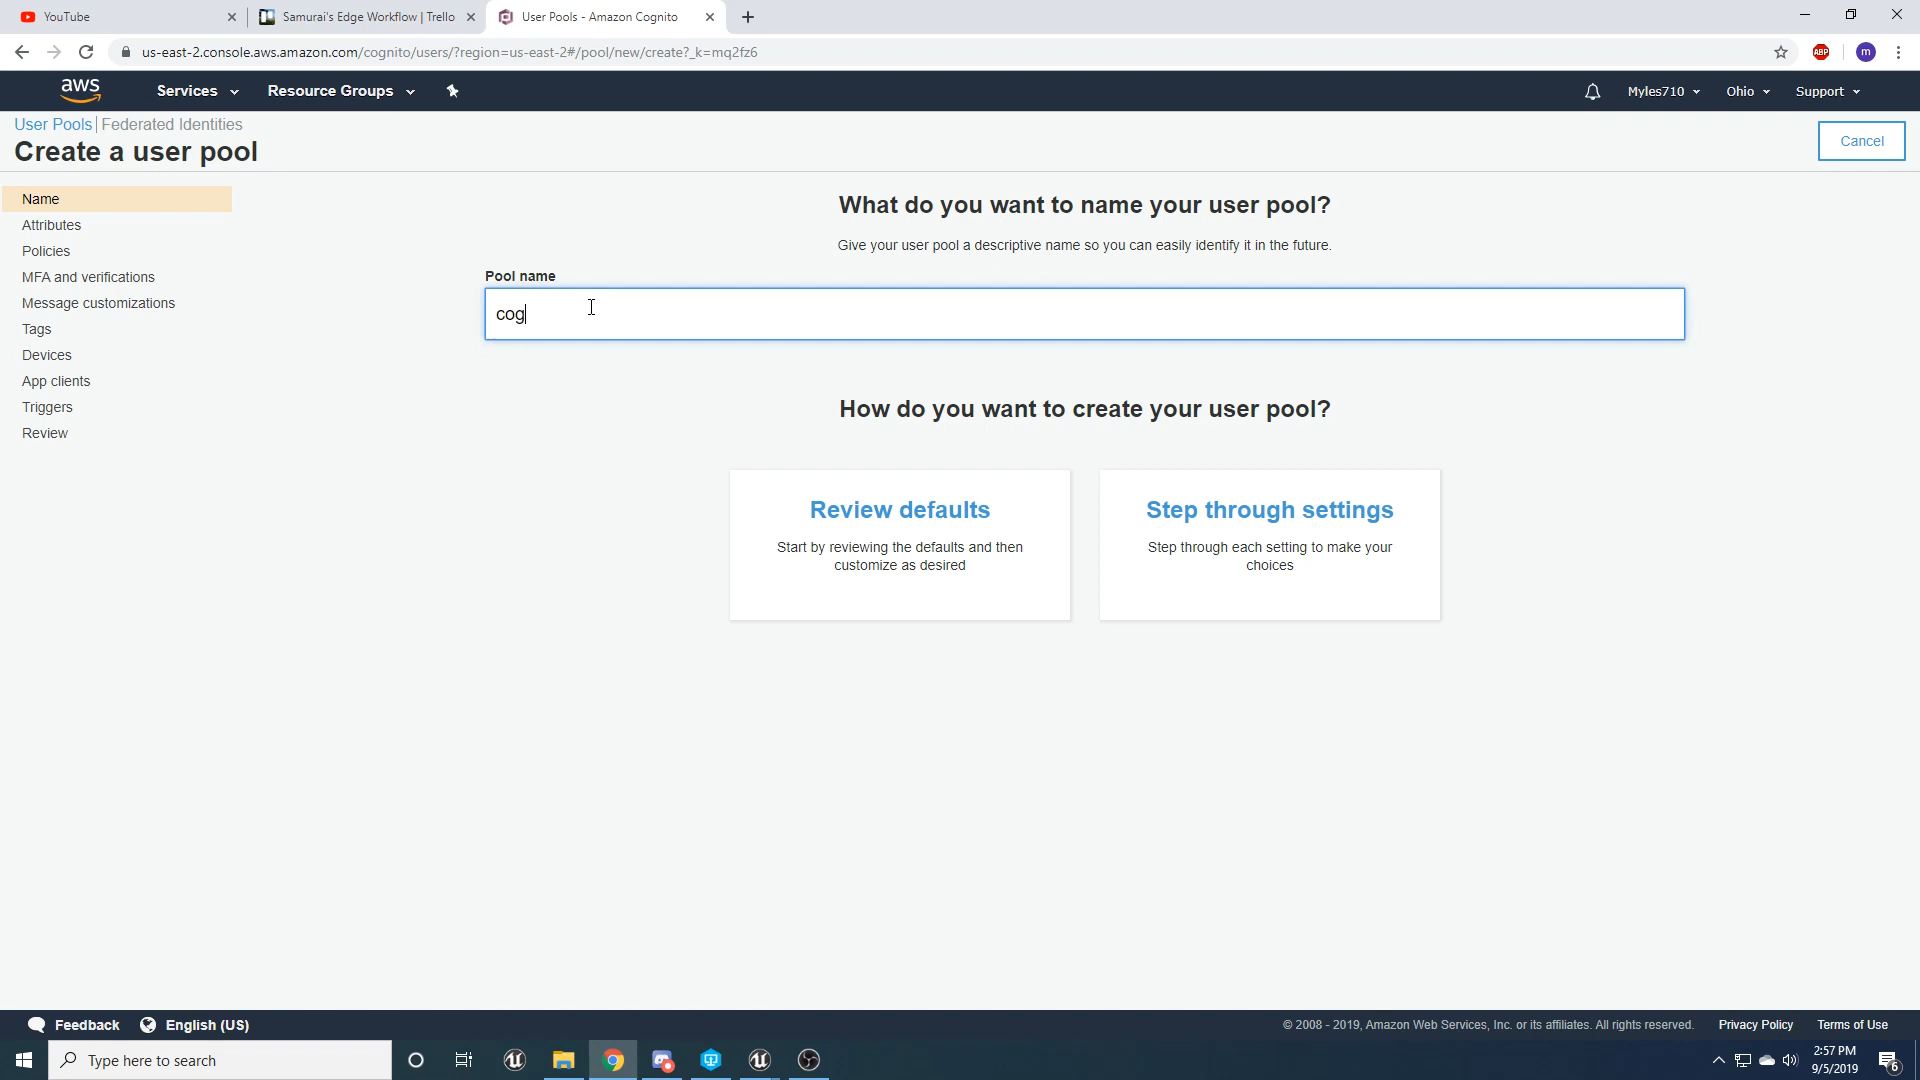 YouTube
Samurai's Edge Workflow | Trello
User Pools - Amazon Cognito
us-east-2.console.aws.amazon.com/cognito/users/?region=us-east-2#/pool/new/create?_k=mq2fz6
ABP
m
aws
Services
Resource Groups
Myles710
Ohio
Support
User Pools | Federated Identities
Create a user pool
Cancel
Name
Attributes
Policies
MFA and verifications
Message customizations
Tags
Devices
App clients
Triggers
Review
What do you want to name your user pool?
Give your user pool a descriptive name so you can easily identify it in the future.
Pool name
cog
How do you want to create your user pool?
Review defaults
Start by reviewing the defaults and then
customize as desired
Step through settings
Step through each setting to make your
choices
Feedback
English (US)
© 2008 - 2019, Amazon Web Services, Inc. or its affiliates. All rights reserved.
Privacy Policy
Terms of Use
Type here to search
2:57 PM
9/5/2019
6